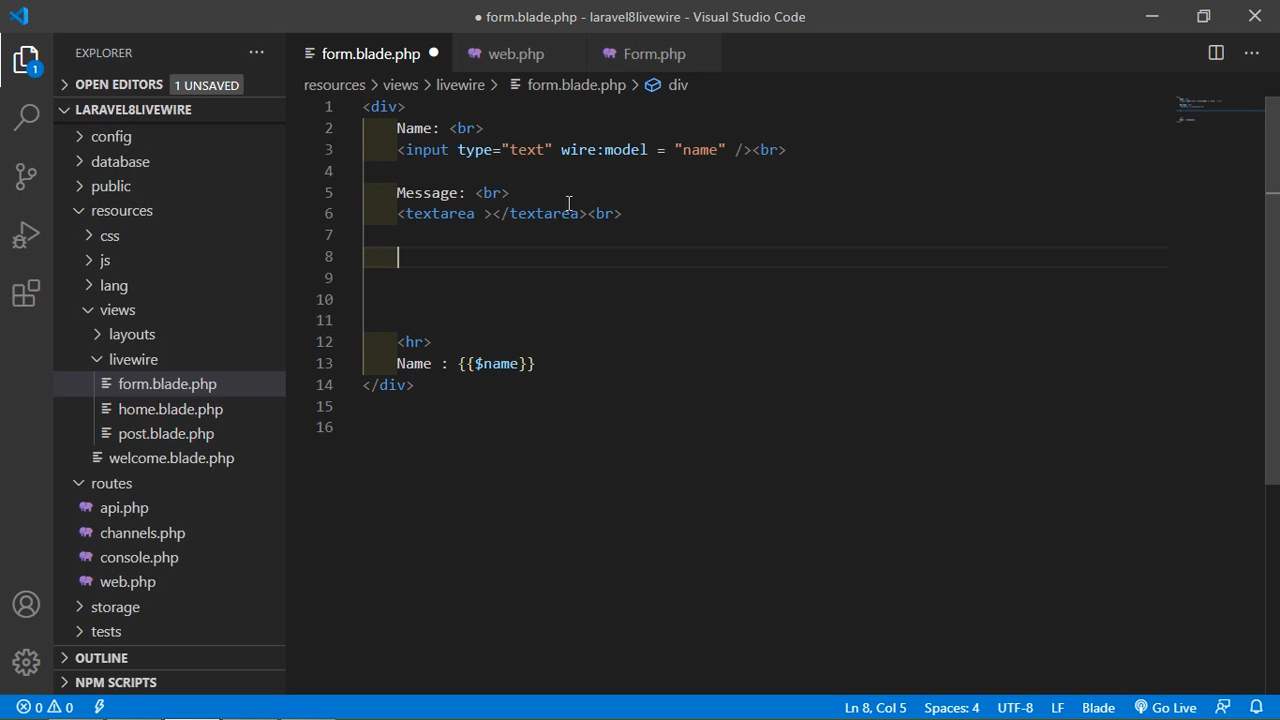 ● form.blade.php - laravel8livewire - Visual Studio Code
EXPLORER
form.blade.php
web.php
Form.php
OPEN EDITORS 1 UNSAVED
resources > views > livewire > form.blade.php > div
LARAVEL8LIVEWIRE
config
database
public
resources
css
js
lang
views
layouts
livewire
form.blade.php
home.blade.php
post.blade.php
welcome.blade.php
routes
api.php
channels.php
console.php
web.php
storage
tests
OUTLINE
NPM SCRIPTS
1
1 <div>
2 Name: <br>
3 <input type="text" wire:model = "name" /><br>
4
5 Message: <br>
6 <textarea ></textarea><br>
7
8
9
10
11
12 <hr>
13 Name : {{$name}}
14 </div>
15
16
0 0
Ln 8, Col 5 Spaces: 4 UTF-8 LF Blade Go Live